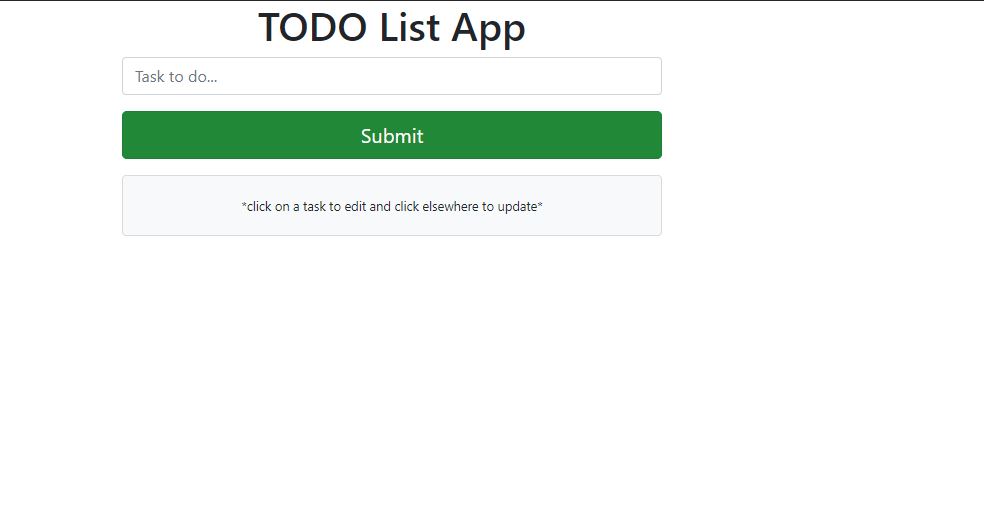 TODO List App
Task to do...
Submit
*click on a task to edit and click elsewhere to update*